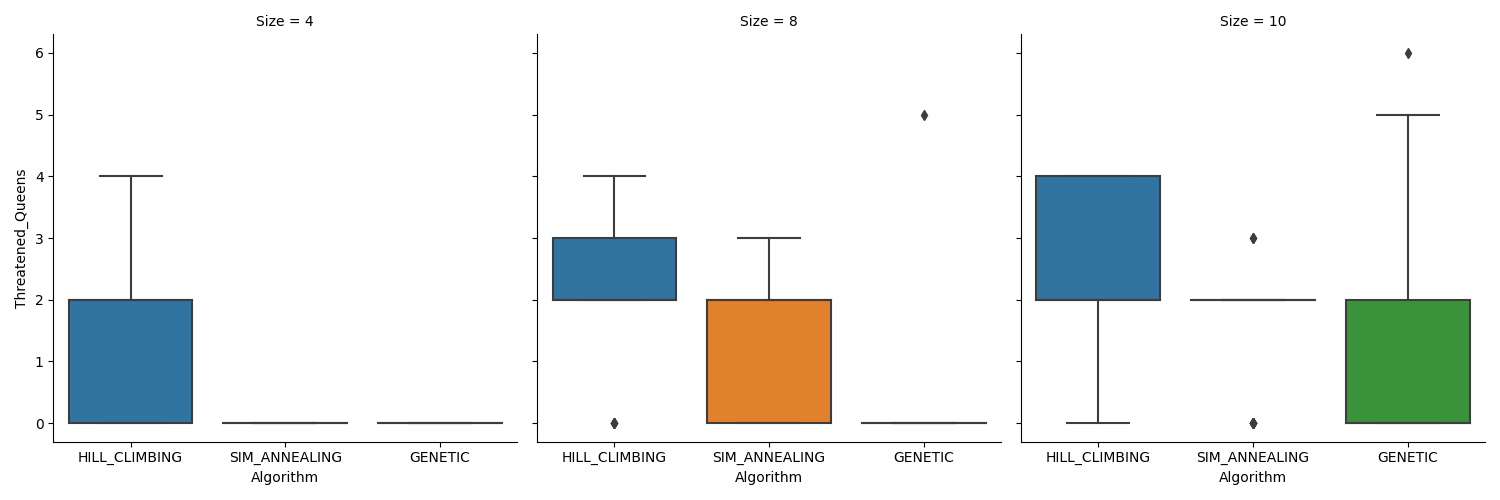 Size = 4
Size = 8
Size = 10
Threatened_Queens
6
5
4
3
2
1
0
HILL_CLIMBING SIM_ANNEALING GENETIC
HILL_CLIMBING SIM_ANNEALING GENETIC
HILL_CLIMBING SIM_ANNEALING GENETIC
Algorithm
Algorithm
Algorithm